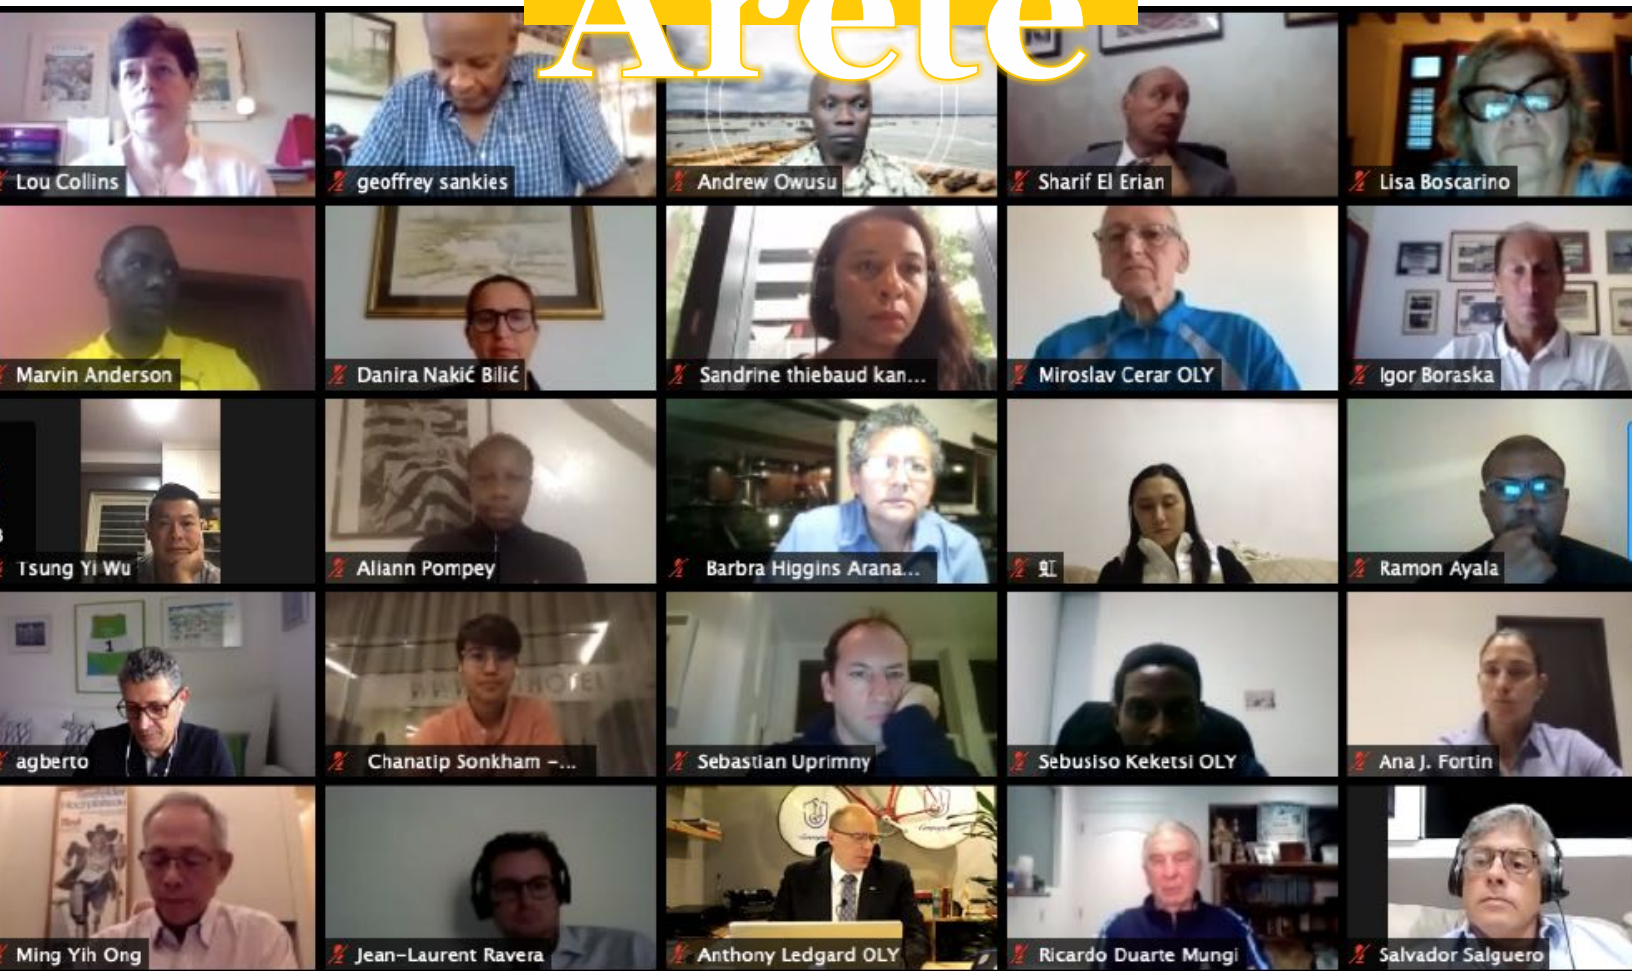 Arete
Lou Collins
geoffrey sankies
Andrew Owusu
Sharif El Erian
Lisa Boscarino
Marvin Anderson
Danira Nakić Bilić
Sandrine thiebaud kan...
Miroslav Cerar OLY
Igor Boraska
Tsung Yi Wu
Aliann Pompey
Barbra Higgins Arana...
Ramon Ayala
1
agberto
HOTEL
Chanatip Sonkham –...
Sebastian Uprimny
Sebusiso Keketsi OLY
Ana J. Fortin
Ming Yih Ong
Jean-Laurent Ravera
Anthony Ledgard OLY
Ricardo Duarte Mungi
Salvador Salguero